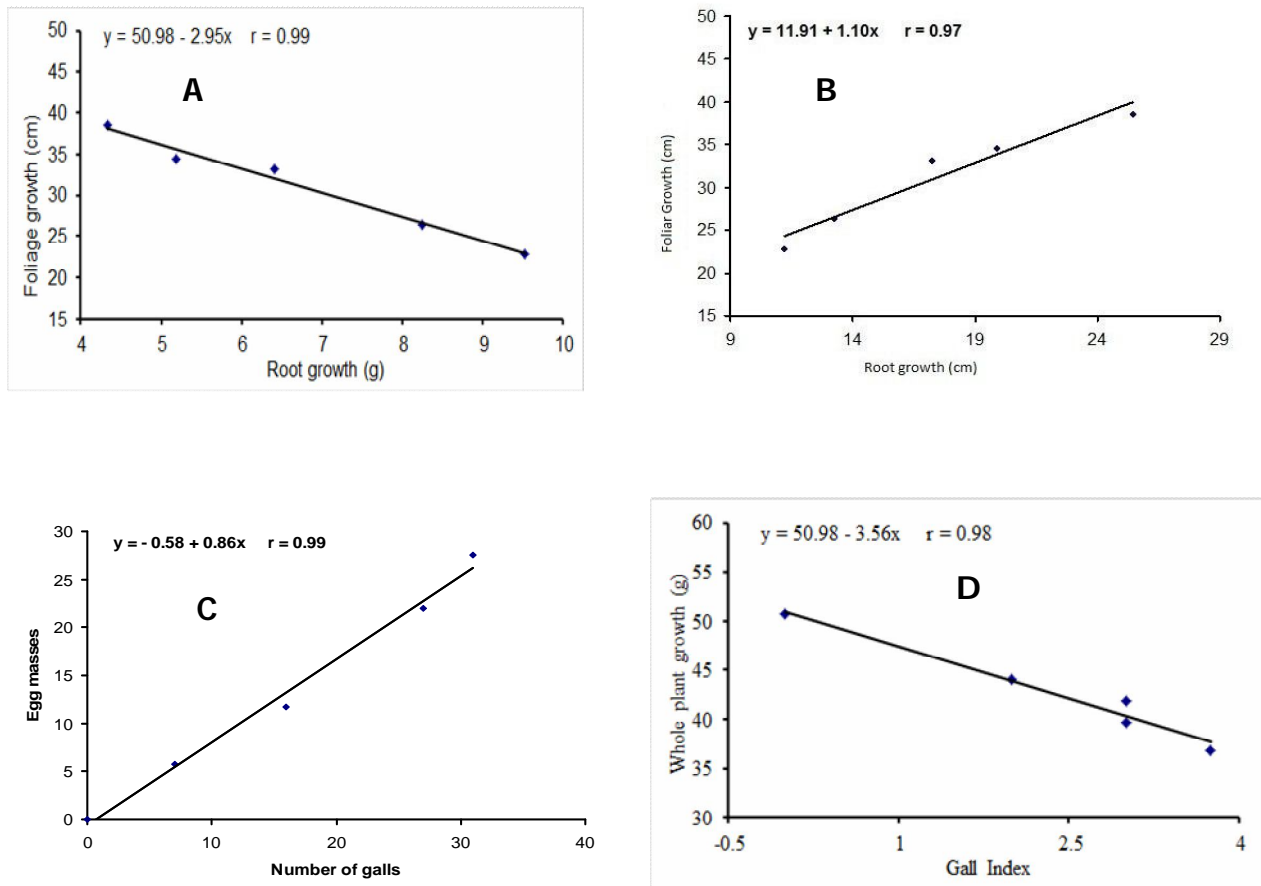 y = 50.98 - 2.95x r = 0.99
A
Foliage growth (cm)
50
45
40
35
30
25
20
15
4 5 6 7 8 9 10
Root growth (g)
y = 11.91 + 1.10x r = 0.97
B
Foliar Growth (cm)
50
45
40
35
30
25
20
15
9 14 19 24 29
Root growth (cm)
y = - 0.58 + 0.86x r = 0.99
C
Egg masses
30
25
20
15
10
5
0
0 10 20 30 40
Number of galls
y = 50.98 - 3.56x r = 0.98
D
Whole plant growth (g)
60
55
50
45
40
35
30
-0.5 1 2.5 4
Gall Index